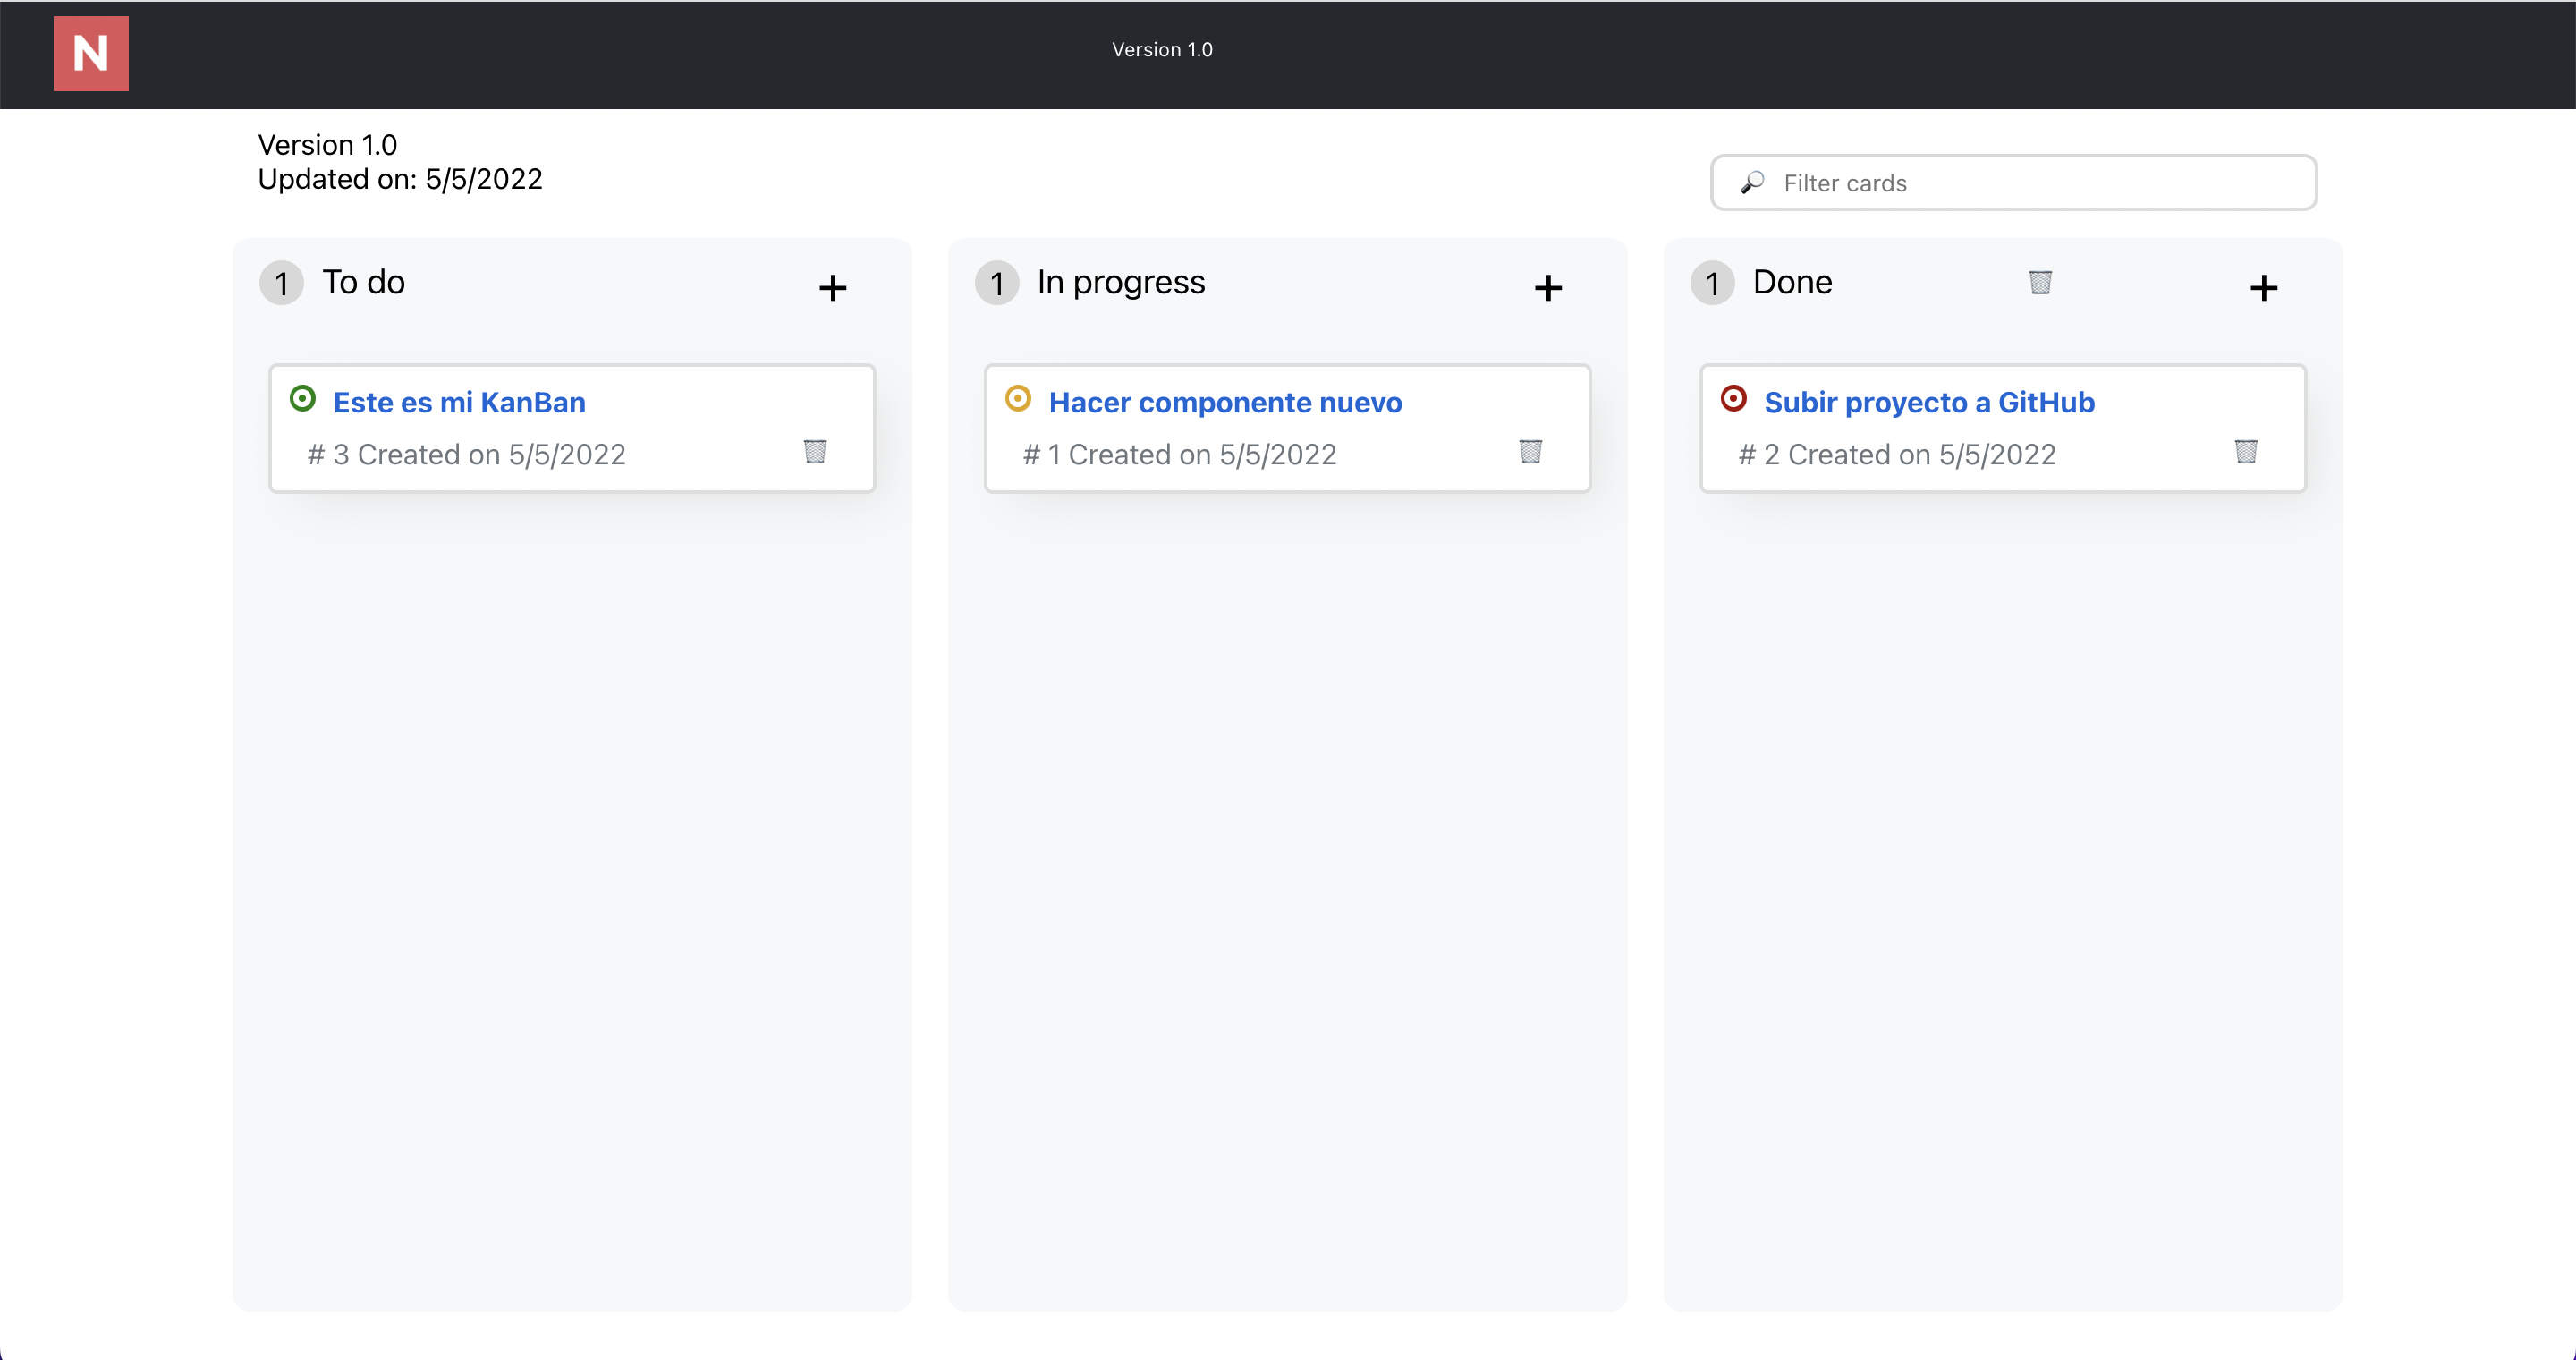 N
Version 1.0
Version 1.0
Updated on: 5/5/2022
Filter cards
1 To do +
1 In progress +
1 Done +
Este es mi KanBan
# 3 Created on 5/5/2022
Hacer componente nuevo
# 1 Created on 5/5/2022
Subir proyecto a GitHub
# 2 Created on 5/5/2022